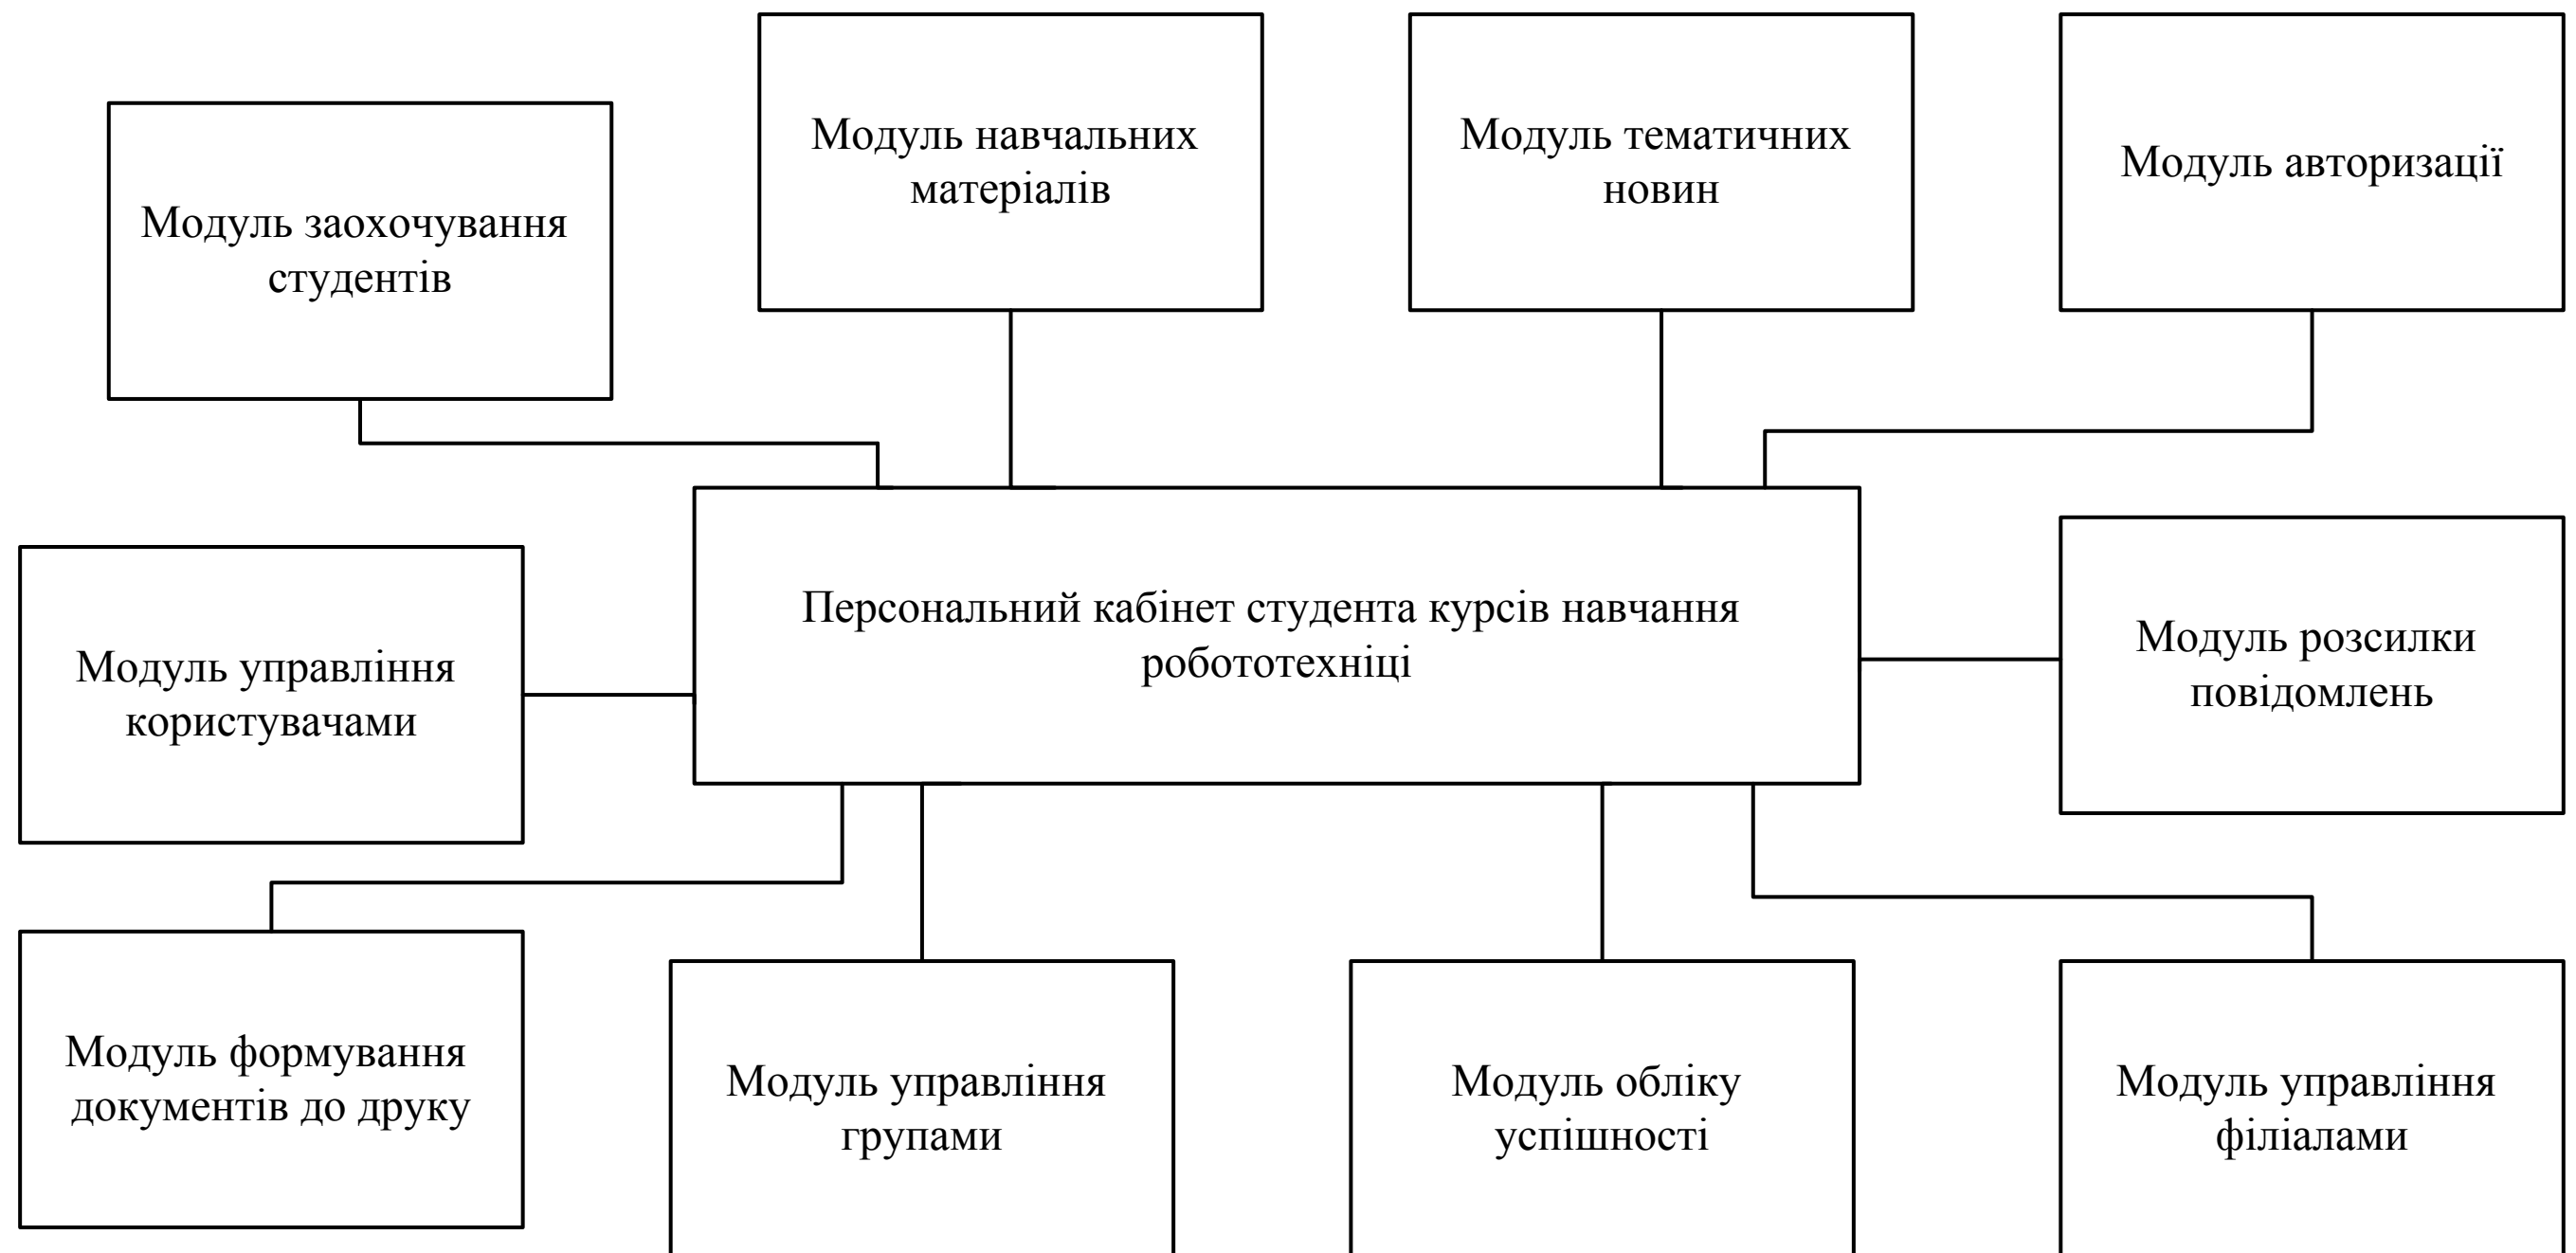 Модуль заохочування
студентів
Модуль навчальних
матеріалів
Модуль тематичних
новин
Модуль авторизації
Модуль управління
користувачами
Персональний кабінет студента курсів навчання
робототехніці
Модуль розсилки
повідомлень
Модуль формування
документів до друку
Модуль управління
групами
Модуль обліку
успішності
Модуль управління
філіалами